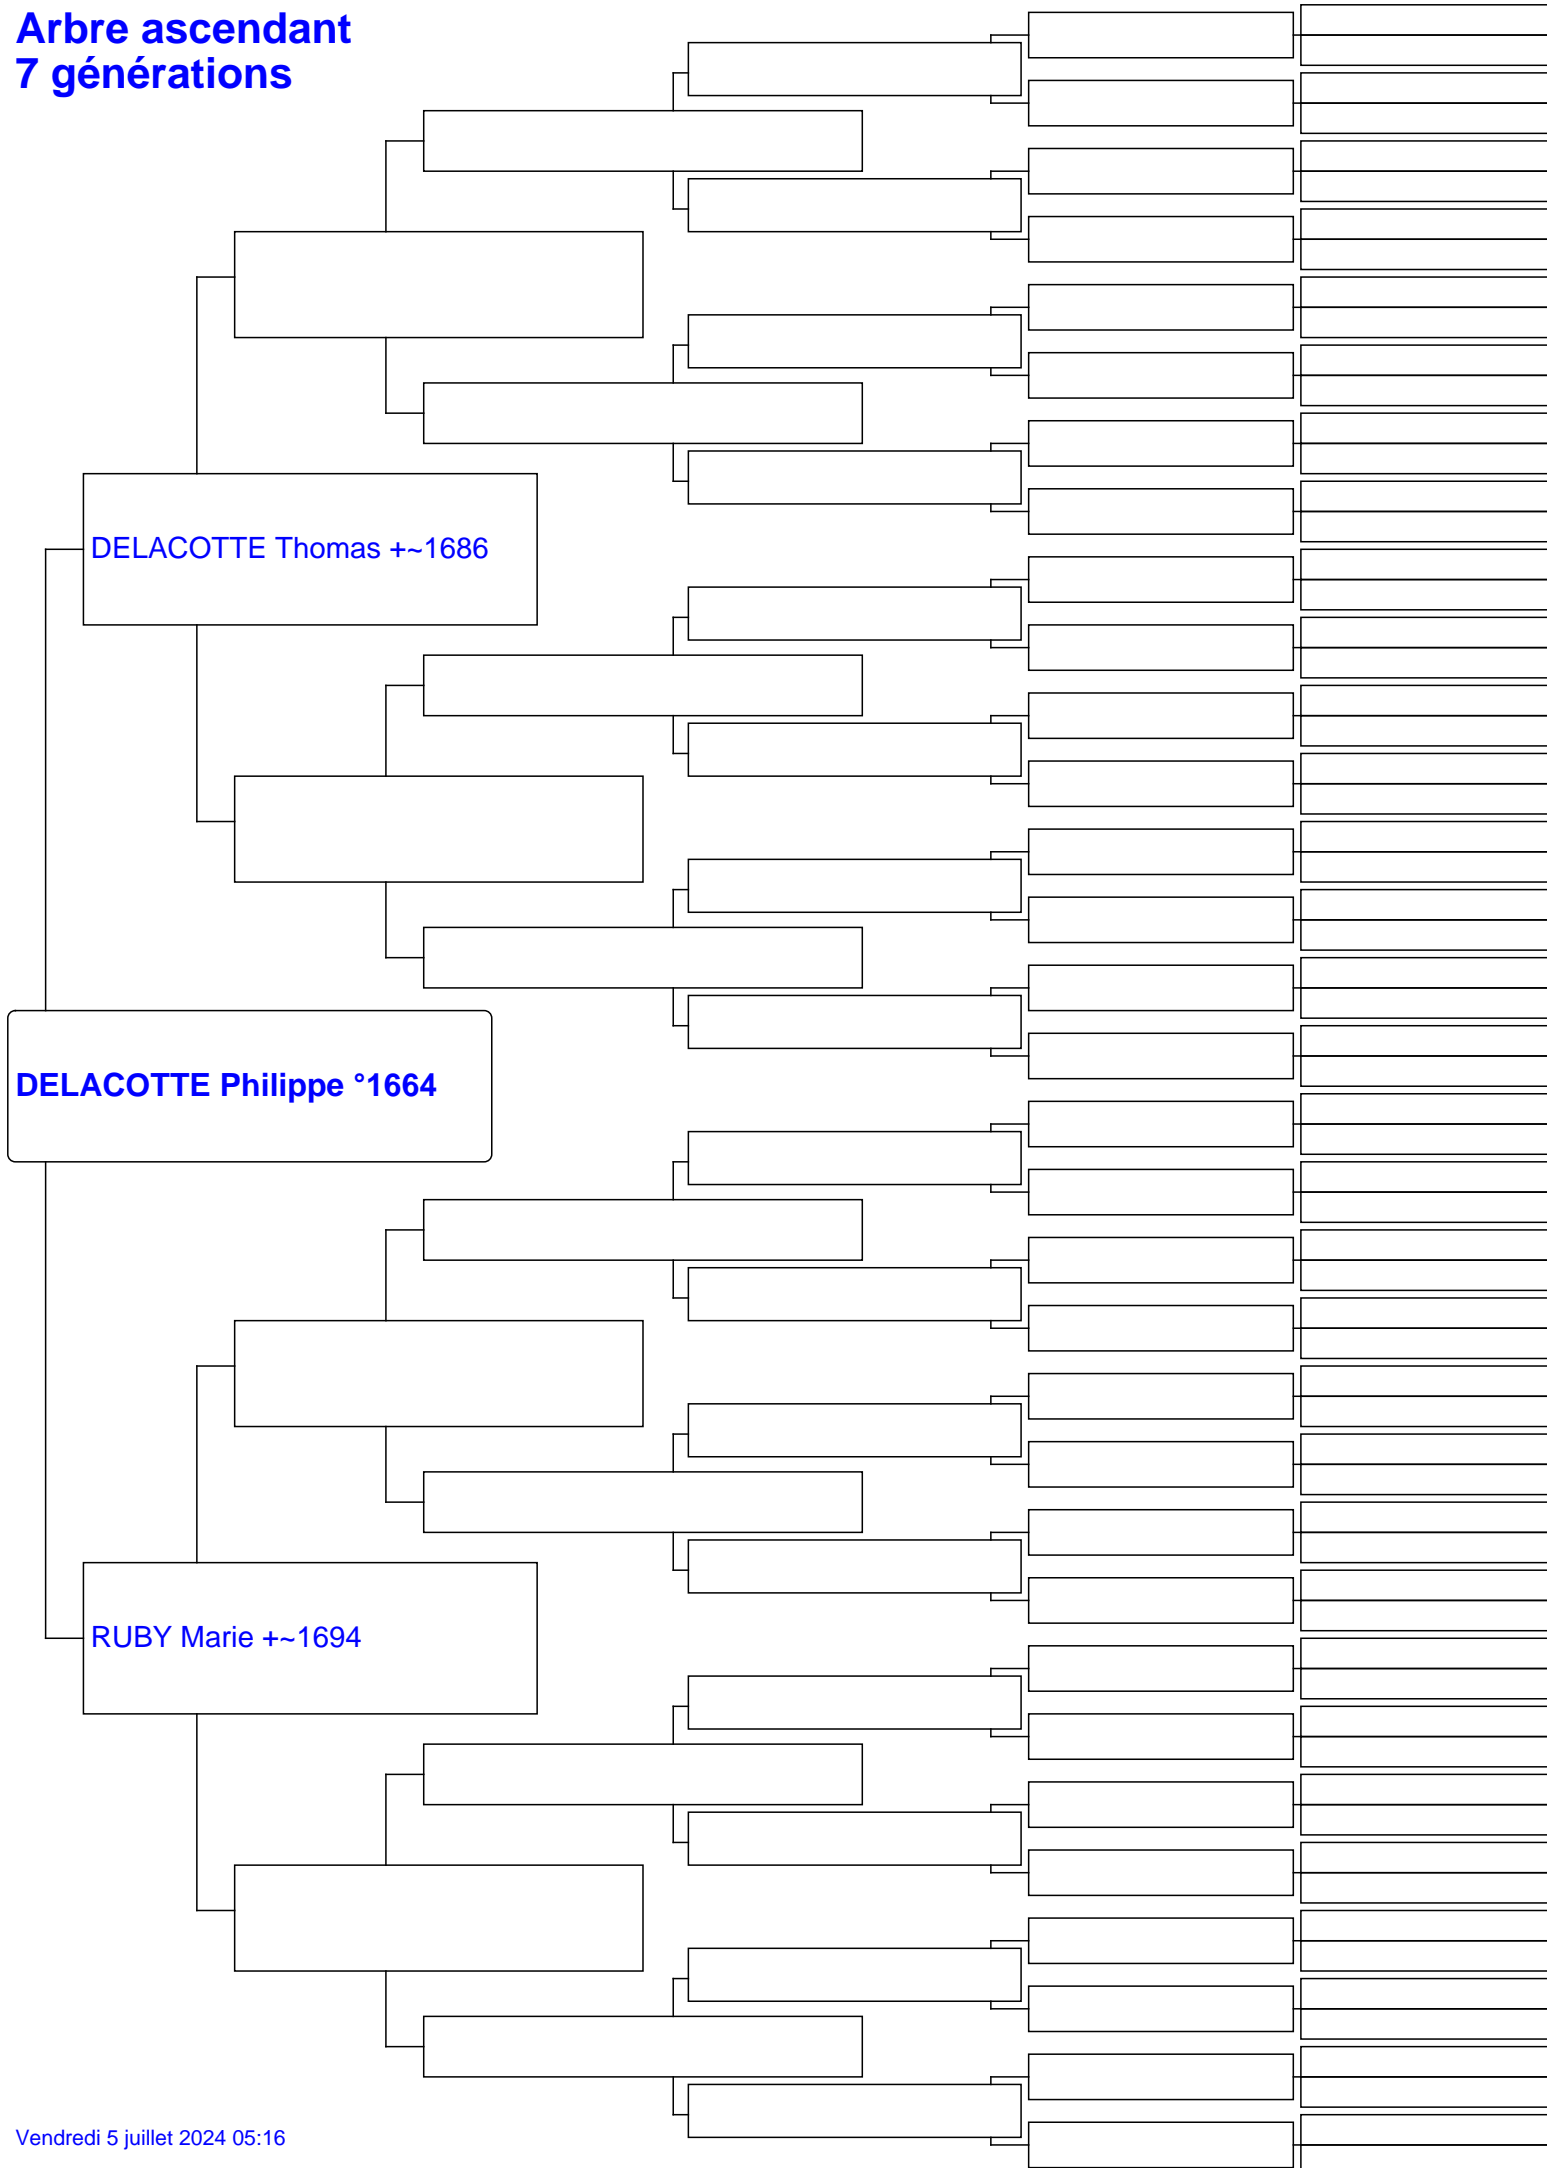 Arbre ascendant
7 générations
DELACOTTE Thomas +~1686
DELACOTTE Philippe °1664
RUBY Marie +~1694
Vendredi 5 juillet 2024 05:16